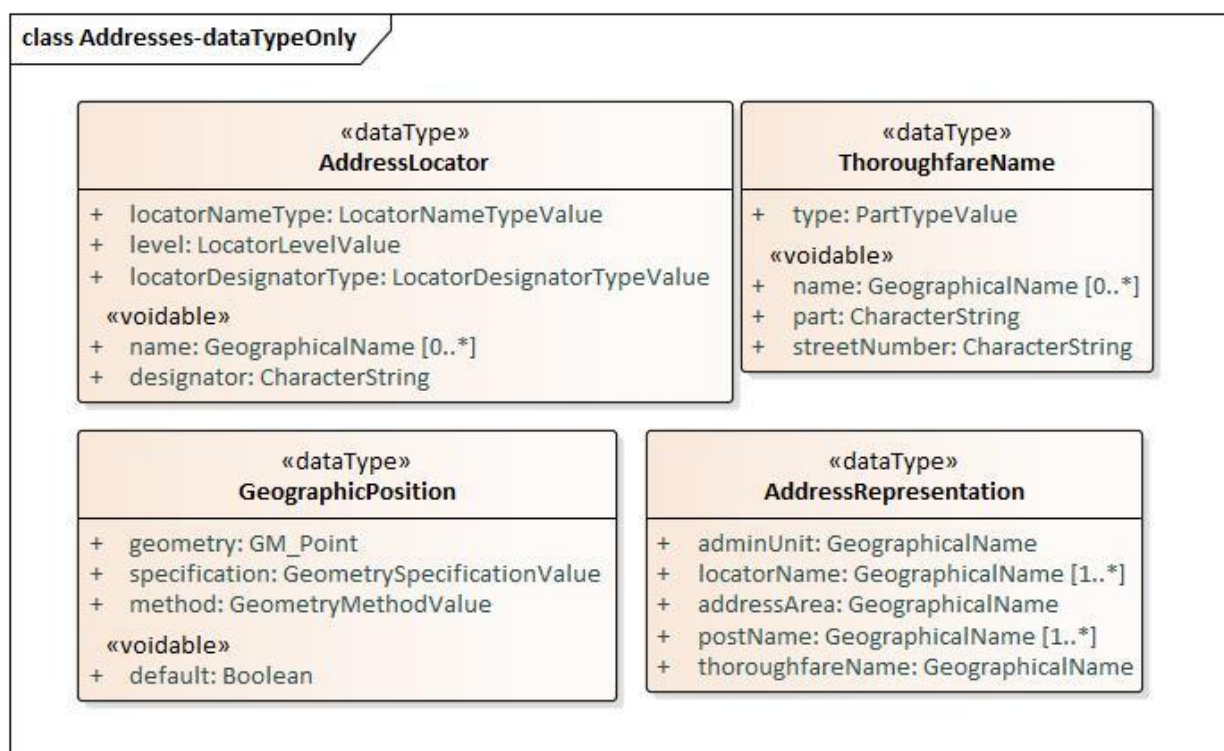 class Addresses-dataTypeOnly
«dataType»
AddressLocator
+ locatorNameType: LocatorNameTypeValue
+ level: LocatorLevelValue
+ locatorDesignatorType: LocatorDesignatorTypeValue
«voidable»
+ name: GeographicalName [0..*]
+ designator: CharacterString
«dataType»
ThoroughfareName
+ type: PartTypeValue
«voidable»
+ name: GeographicalName [0..*]
+ part: CharacterString
+ streetNumber: CharacterString
«dataType»
GeographicPosition
+ geometry: GM_Point
+ specification: GeometrySpecificationValue
+ method: GeometryMethodValue
«voidable»
+ default: Boolean
«dataType»
AddressRepresentation
+ adminUnit: GeographicalName
+ locatorName: GeographicalName [1..*]
+ addressArea: GeographicalName
+ postName: GeographicalName [1..*]
+ thoroughfareName: GeographicalName